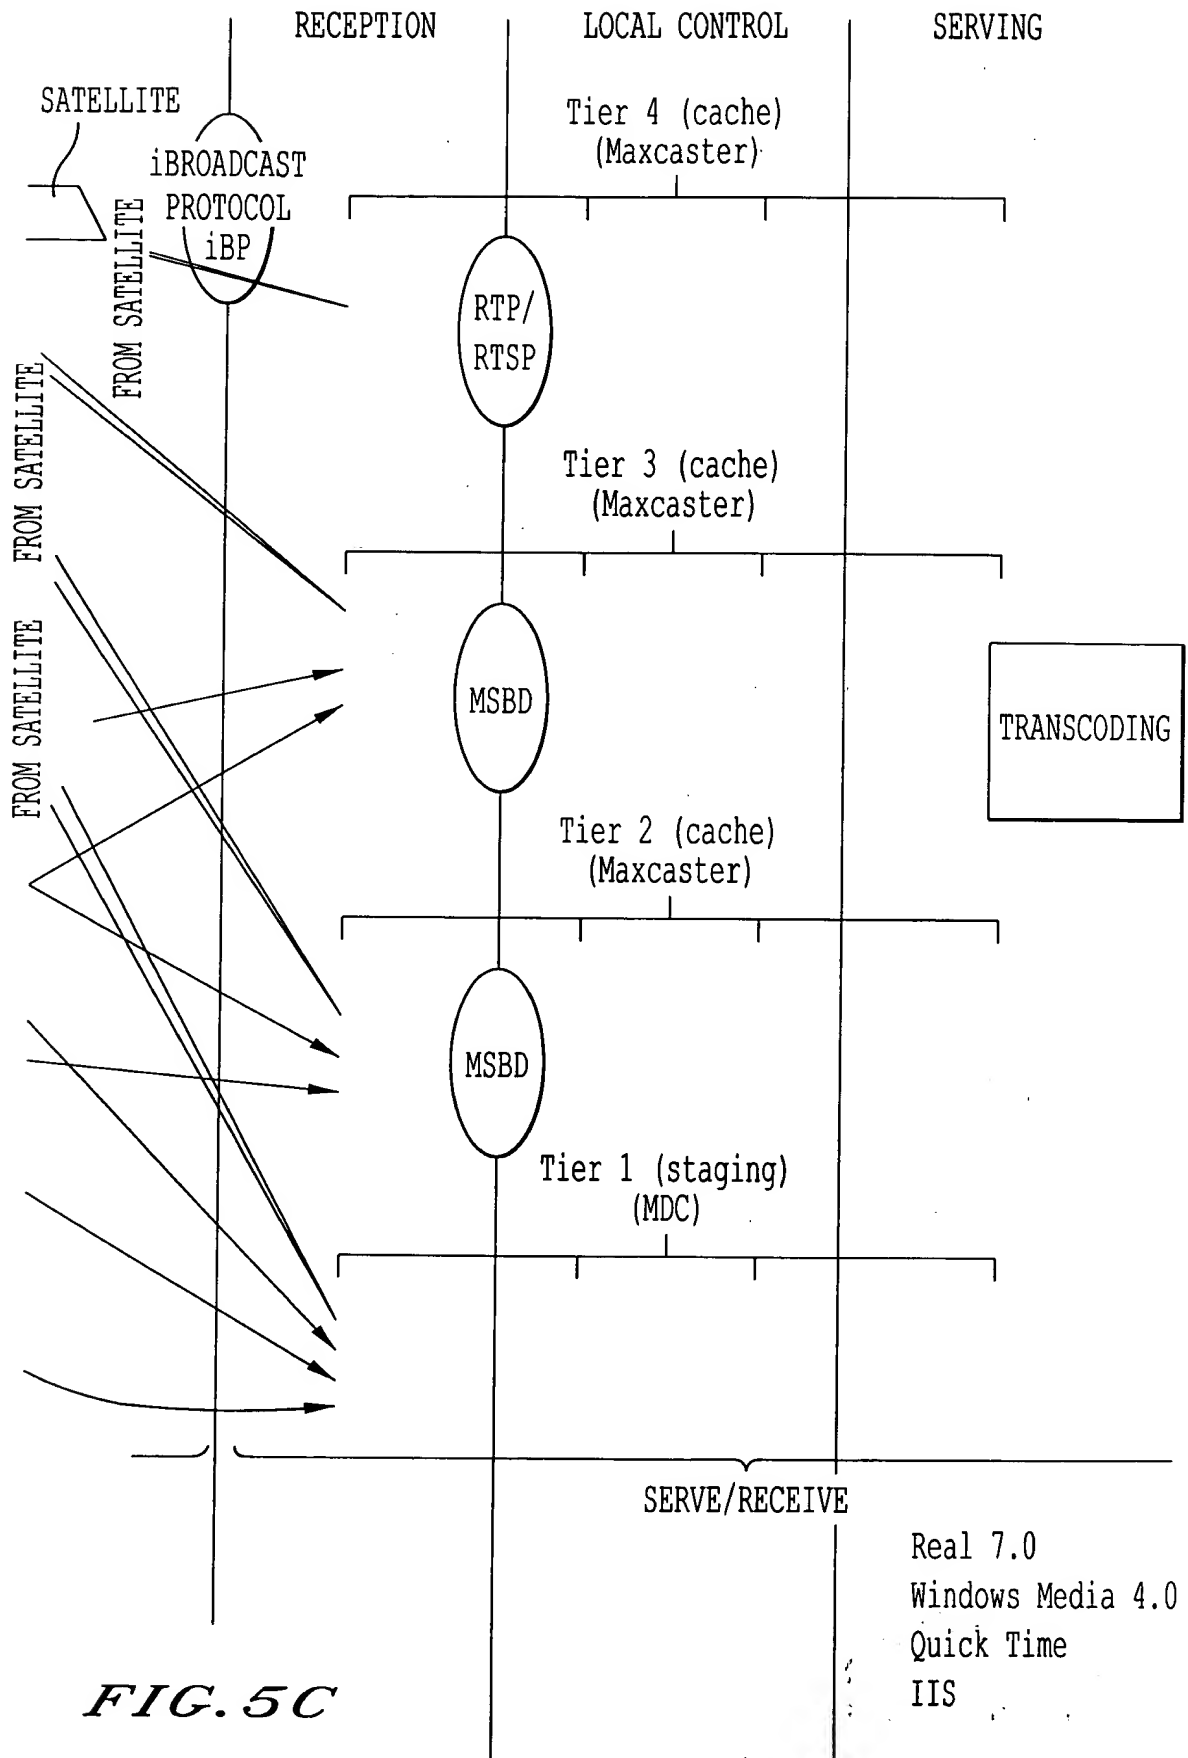 RECEPTION
LOCAL CONTROL
SERVING
SATELLITE
iBROADCAST
PROTOCOL
iBP
Tier 4 (cache)
(Maxcaster)
FROM SATELLITE
RTP/
RTSP
FROM SATELLITE
Tier 3 (cache)
(Maxcaster)
FROM SATELLITE
MSBD
TRANSCODING
Tier 2 (cache)
(Maxcaster)
MSBD
Tier 1 (staging)
(MDC)
SERVE/RECEIVE
Real 7.0
Windows Media 4.0
Quick Time
IIS
FIG. 5C